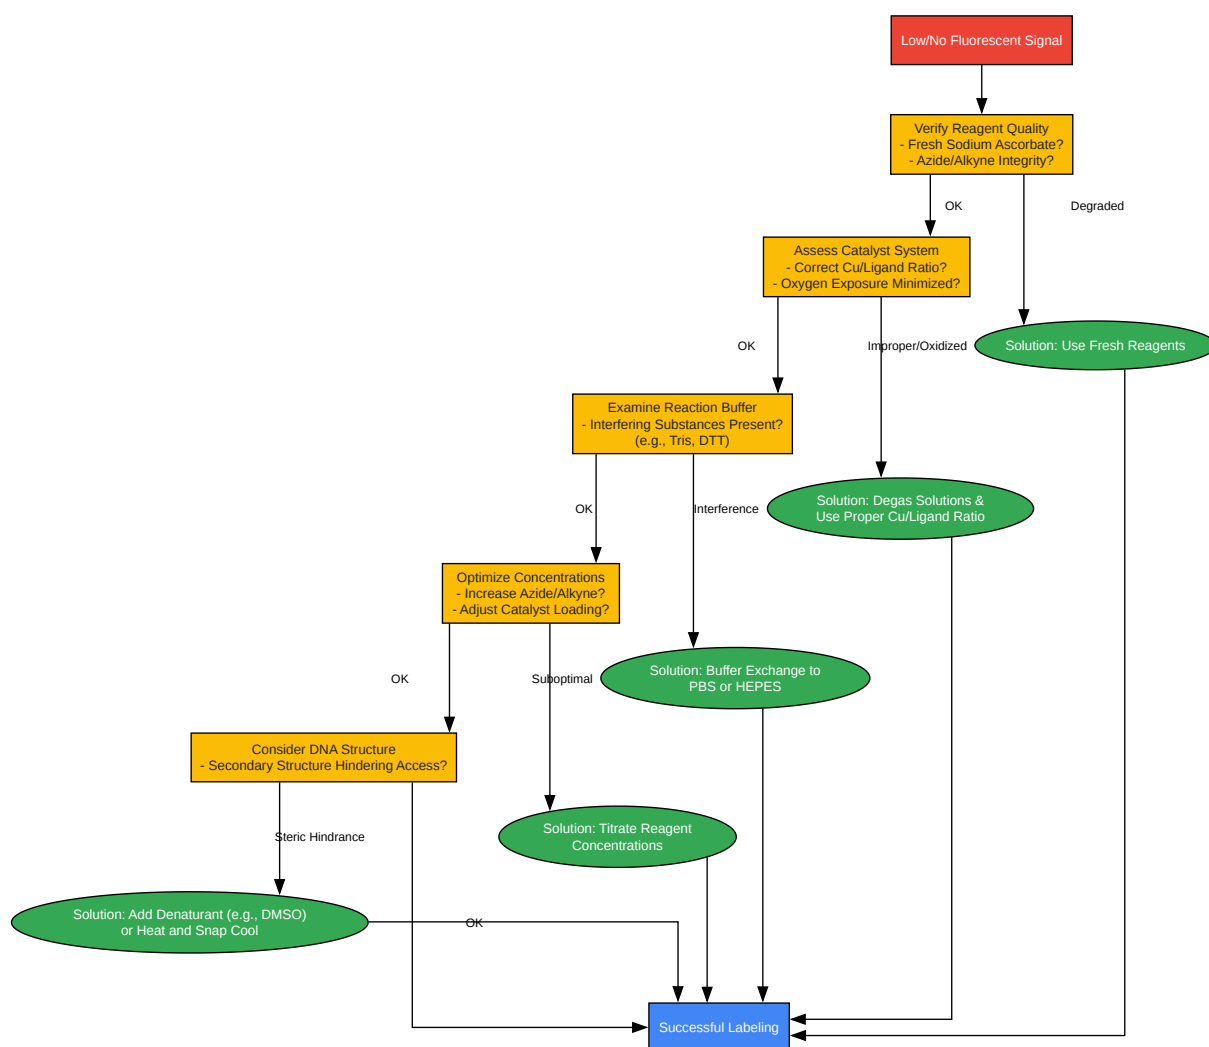 Low/No Fluorescent Signal
Verify Reagent Quality
- Fresh Sodium Ascorbate?
- Azide/Alkyne Integrity?
OK
Degraded
Assess Catalyst System
- Correct Cu/Ligand Ratio?
- Oxygen Exposure Minimized?
OK
Improper/Oxidized
Solution: Use Fresh Reagents
Examine Reaction Buffer
- Interfering Substances Present?
(e.g., Tris, DTT)
OK
Interference
Solution: Degas Solutions &
Use Proper Cu/Ligand Ratio
Optimize Concentrations
- Increase Azide/Alkyne?
- Adjust Catalyst Loading?
OK
Suboptimal
Solution: Buffer Exchange to
PBS or HEPES
Consider DNA Structure
- Secondary Structure Hindering Access?
Steric Hindrance
Solution: Titrate Reagent
Concentrations
Solution: Add Denaturant (e.g., DMSO)
or Heat and Snap Cool
OK
Successful Labeling